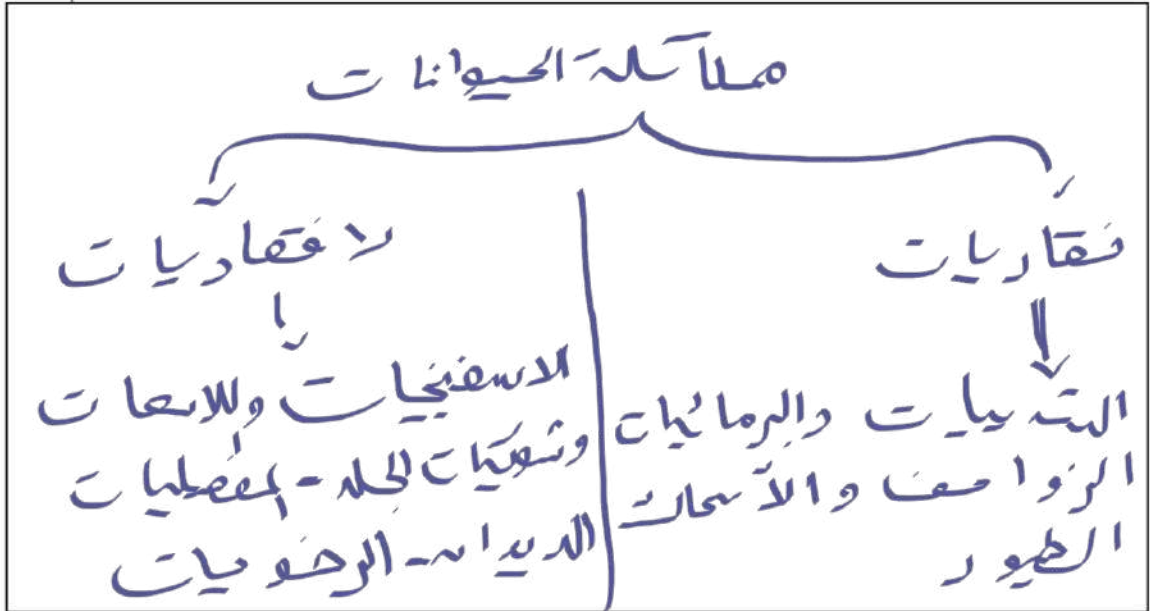 مملكة الحيوانات
فقاريات
الثدييات والبرمائيات
الزواحف والأسماك
الطيور
لا فقاريات
الاسفنجيات واللاسعات
وشوكيات الجلد - المفصليات
الديدان - الرخويات